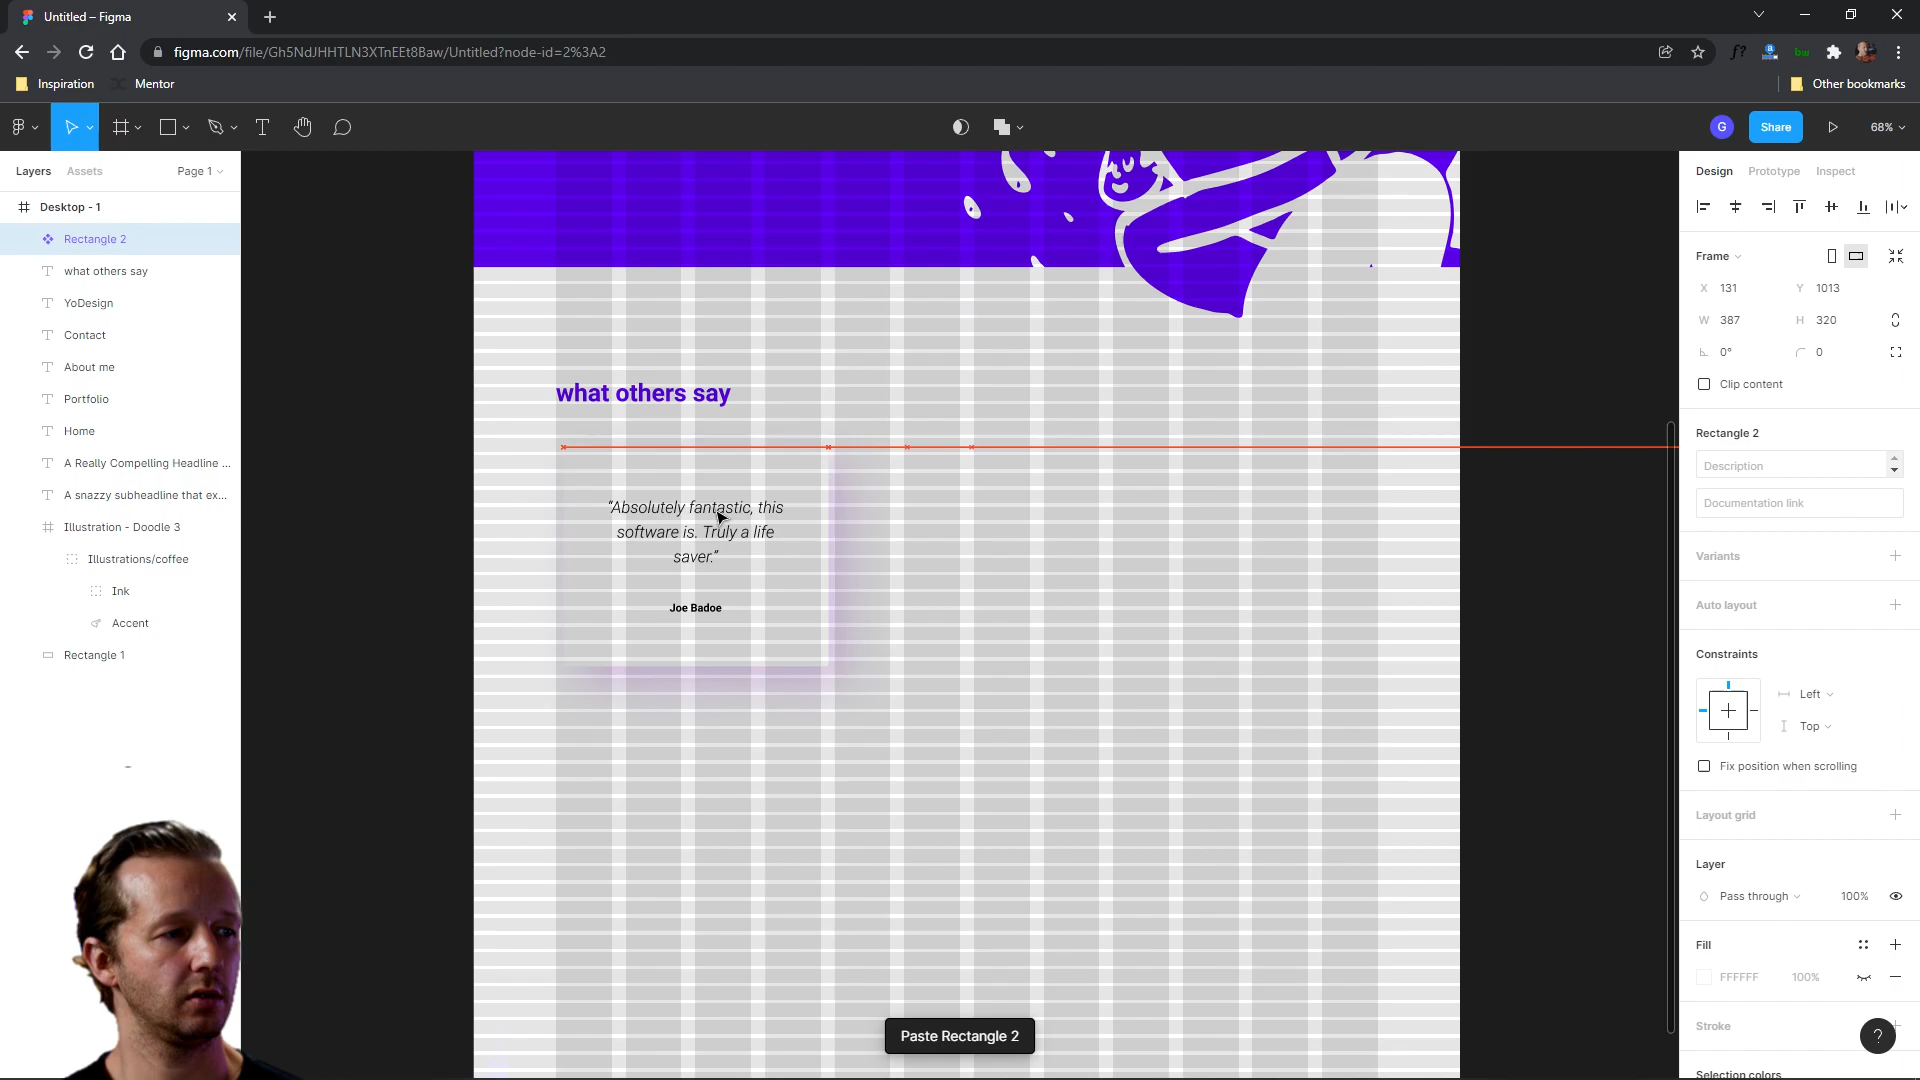 Untitled – Figma
figma.com/file/Gh5NdJHHTLN3XTnEEt8Baw/Untitled?node-id=2%3A2
f?
Inspiration
Mentor
Other bookmarks
G
Share
68%
Layers
Assets
Page 1
Desktop - 1
Rectangle 2
what others say
YoDesign
Contact
About me
Portfolio
Home
A Really Compelling Headline ...
A snazzy subheadline that ex...
Illustration - Doodle 3
Illustrations/coffee
Ink
Accent
Rectangle 1
what others say
“Absolutely fantastic, this
software is. Truly a life
saver.”
Joe Badoe
Paste Rectangle 2
Design
Prototype
Inspect
Frame
X 131
Y 1013
W 387
H 320
0°
0
Clip content
Rectangle 2
Description
Documentation link
Variants
Auto layout
Constraints
Left
Top
Fix position when scrolling
Layout grid
Layer
Pass through
100%
Fill
FFFFFF
100%
Stroke
?
Selection colors